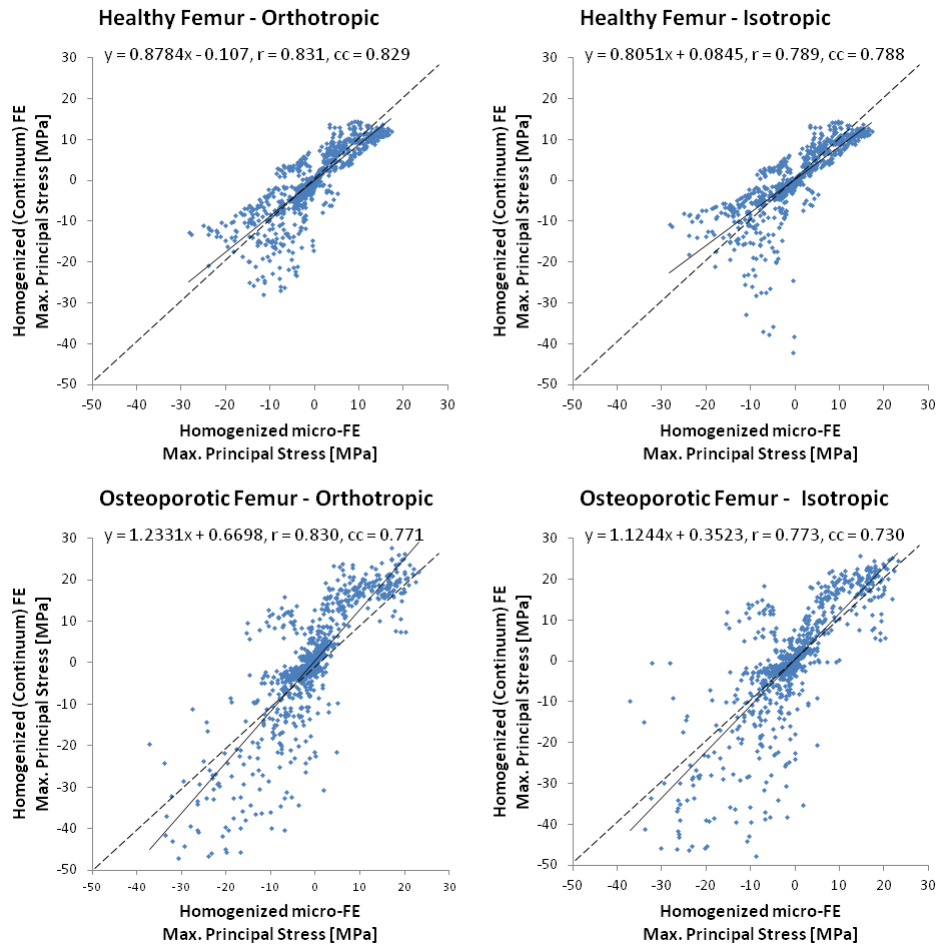 Healthy Femur - Orthotropic
y = 0.8784x - 0.107, r = 0.831, cc = 0.829
Homogenized (Continuum) FE
Max. Principal Stress [MPa]
30
20
10
0
-10
-20
-30
-40
-50
-50 -40 -30 -20 -10 0 10 20 30
Homogenized micro-FE
Max. Principal Stress [MPa]
Healthy Femur - Isotropic
y = 0.8051x + 0.0845, r = 0.789, cc = 0.788
Homogenized (Continuum) FE
Max. Principal Stress [MPa]
30
20
10
0
-10
-20
-30
-40
-50
-50 -40 -30 -20 -10 0 10 20 30
Homogenized micro-FE
Max. Principal Stress [MPa]
Osteoporotic Femur - Orthotropic
y = 1.2331x + 0.6698, r = 0.830, cc = 0.771
Homogenized (Continuum) FE
Max. Principal Stress [MPa]
30
20
10
0
-10
-20
-30
-40
-50
-50 -40 -30 -20 -10 0 10 20 30
Homogenized micro-FE
Max. Principal Stress [MPa]
Osteoporotic Femur -  Isotropic
y = 1.1244x + 0.3523, r = 0.773, cc = 0.730
Homogenized (Continuum) FE
Max. Principal Stress [MPa]
30
20
10
0
-10
-20
-30
-40
-50
-50 -40 -30 -20 -10 0 10 20 30
Homogenized micro-FE
Max. Principal Stress [MPa]